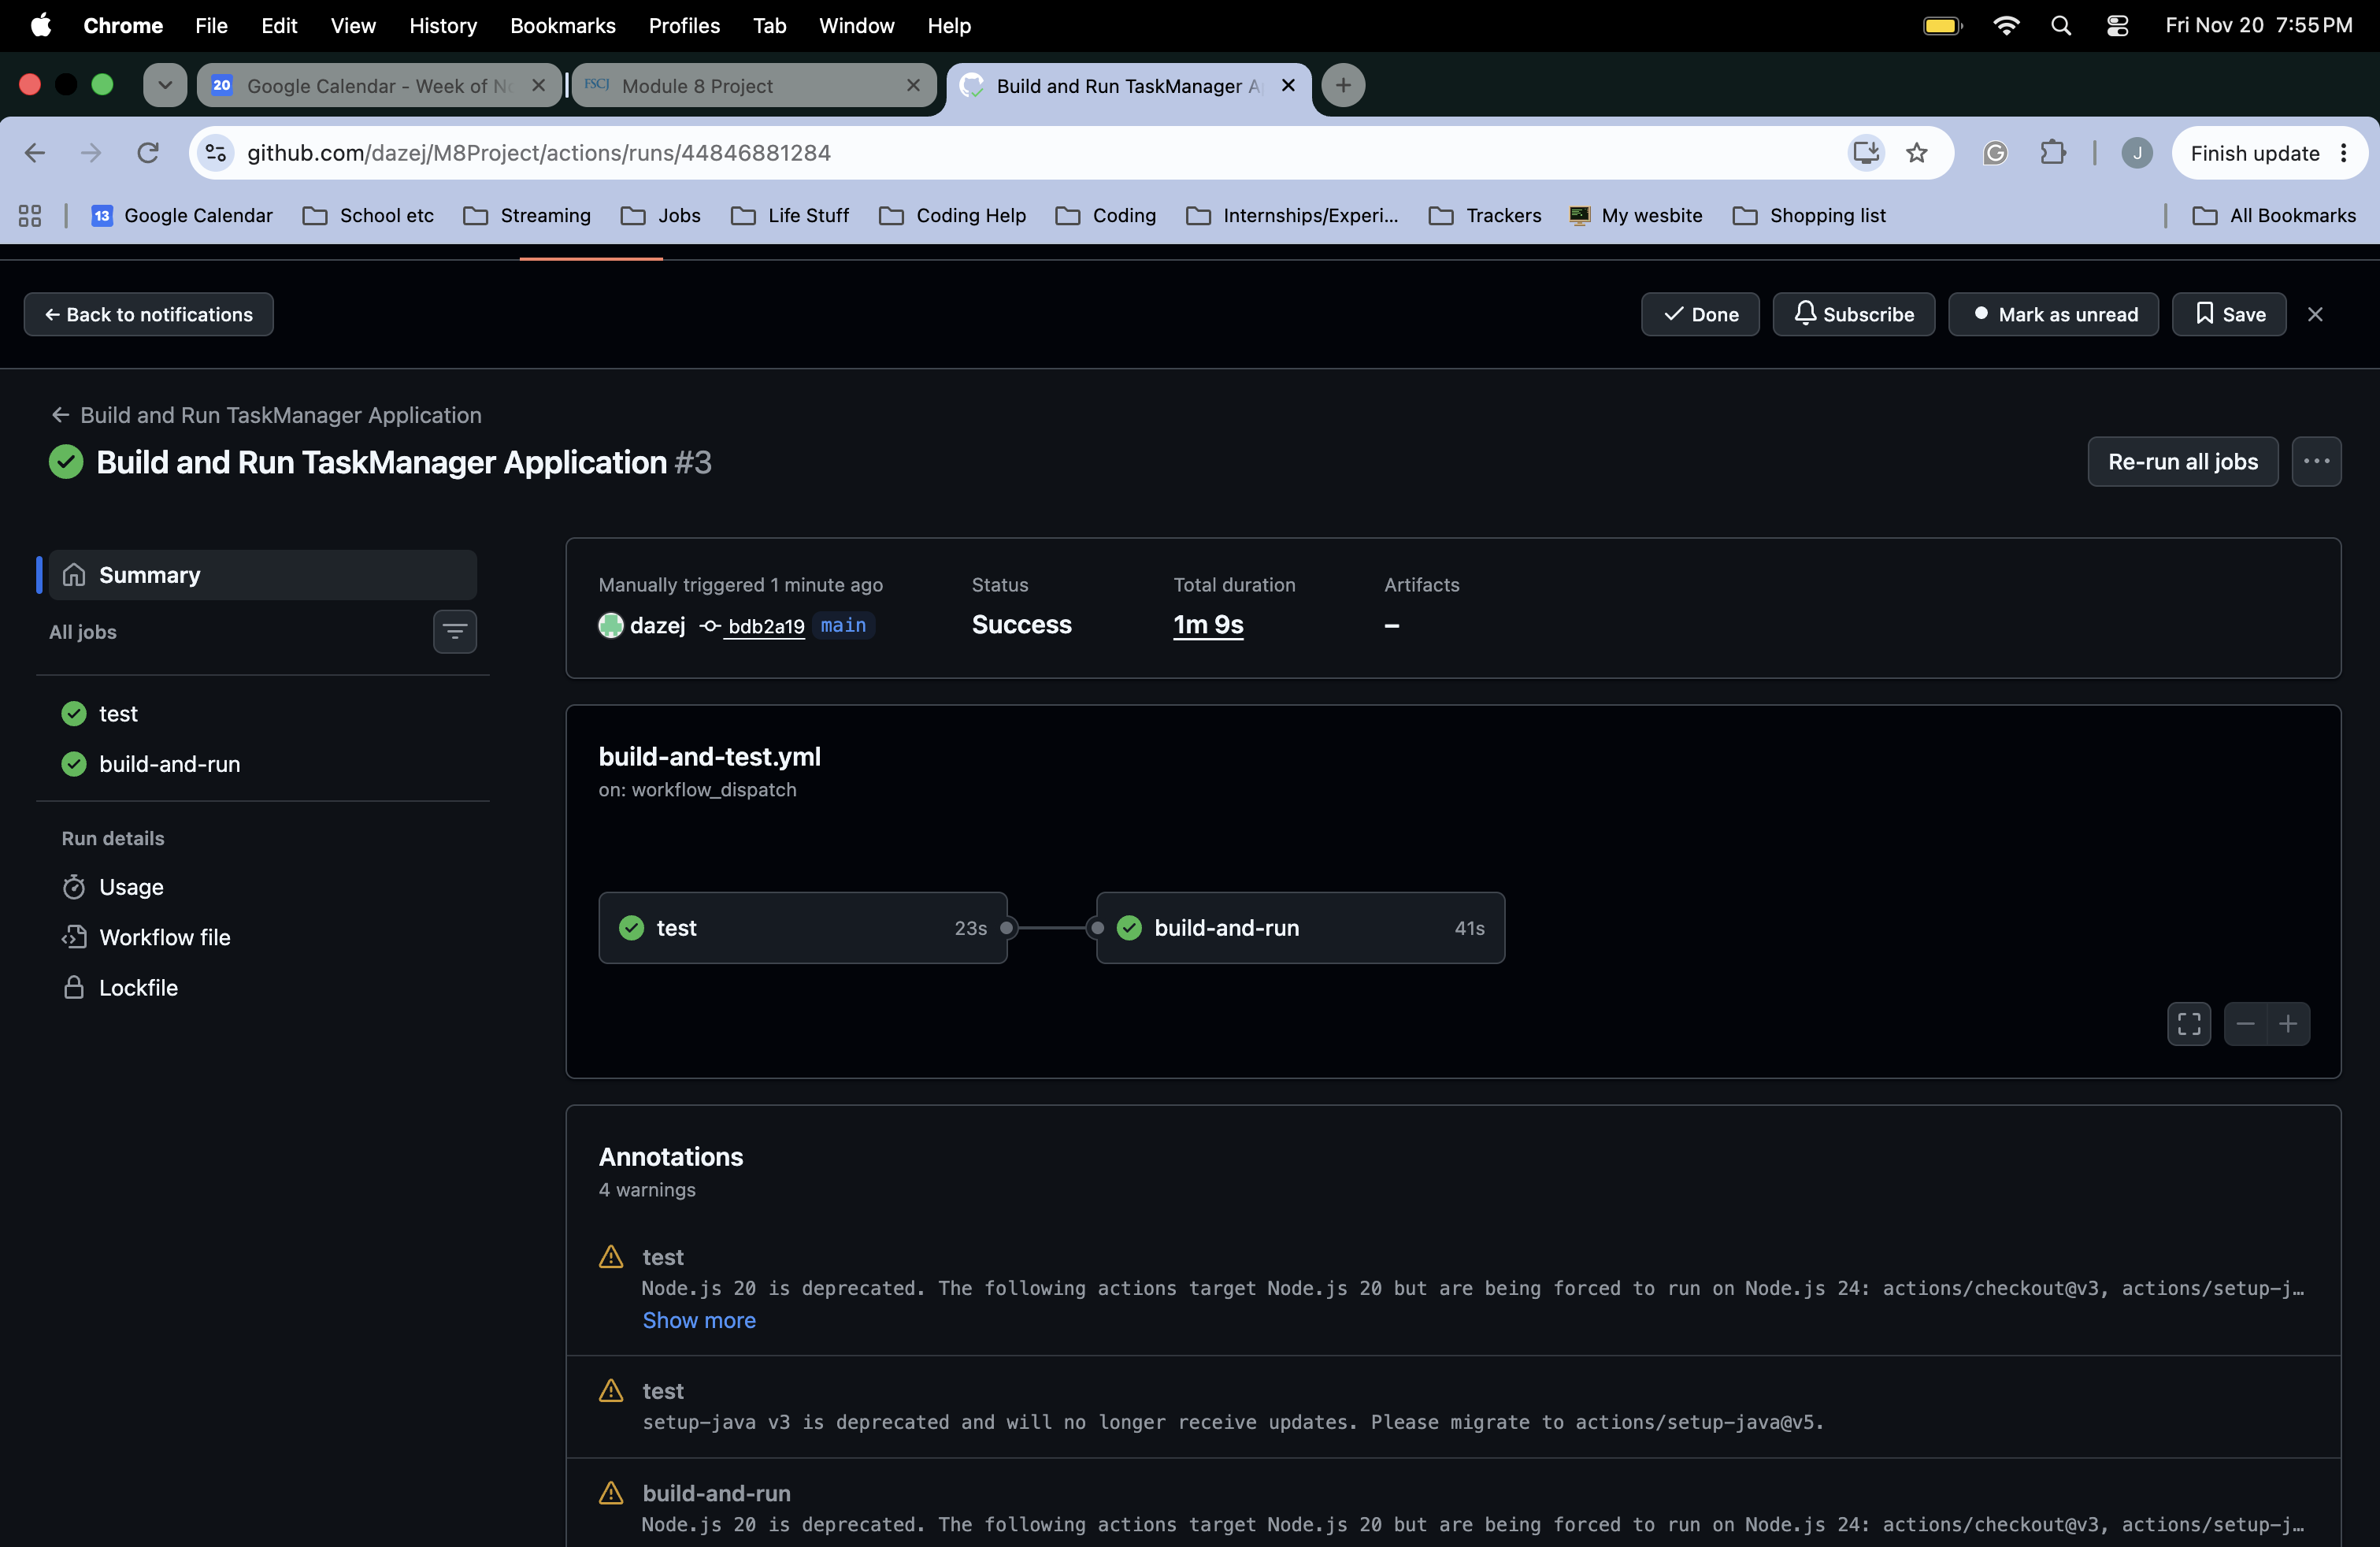 Chrome File Edit View History Bookmarks Profiles Tab Window Help Fri Nov 20 7:55 PM
20 Google Calendar - Week of No FSCJ Module 8 Project Build and Run TaskManager A
github.com/dazej/M8Project/actions/runs/44846881284 J Finish update
13 Google Calendar School etc Streaming Jobs Life Stuff Coding Help Coding Internships/Experi... Trackers My wesbite Shopping list All Bookmarks
Back to notifications Done Subscribe Mark as unread Save
Build and Run TaskManager Application
Build and Run TaskManager Application #3 Re-run all jobs
Summary
All jobs
test
build-and-run
Run details
Usage
Workflow file
Lockfile
Manually triggered 1 minute ago Status Total duration Artifacts
dazej bdb2a19 main Success 1m 9s –
build-and-test.yml
on: workflow_dispatch
test 23s build-and-run 41s
Annotations
4 warnings
test
Node.js 20 is deprecated. The following actions target Node.js 20 but are being forced to run on Node.js 24: actions/checkout@v3, actions/setup-j…
Show more
test
setup-java v3 is deprecated and will no longer receive updates. Please migrate to actions/setup-java@v5.
build-and-run
Node.js 20 is deprecated. The following actions target Node.js 20 but are being forced to run on Node.js 24: actions/checkout@v3, actions/setup-j…